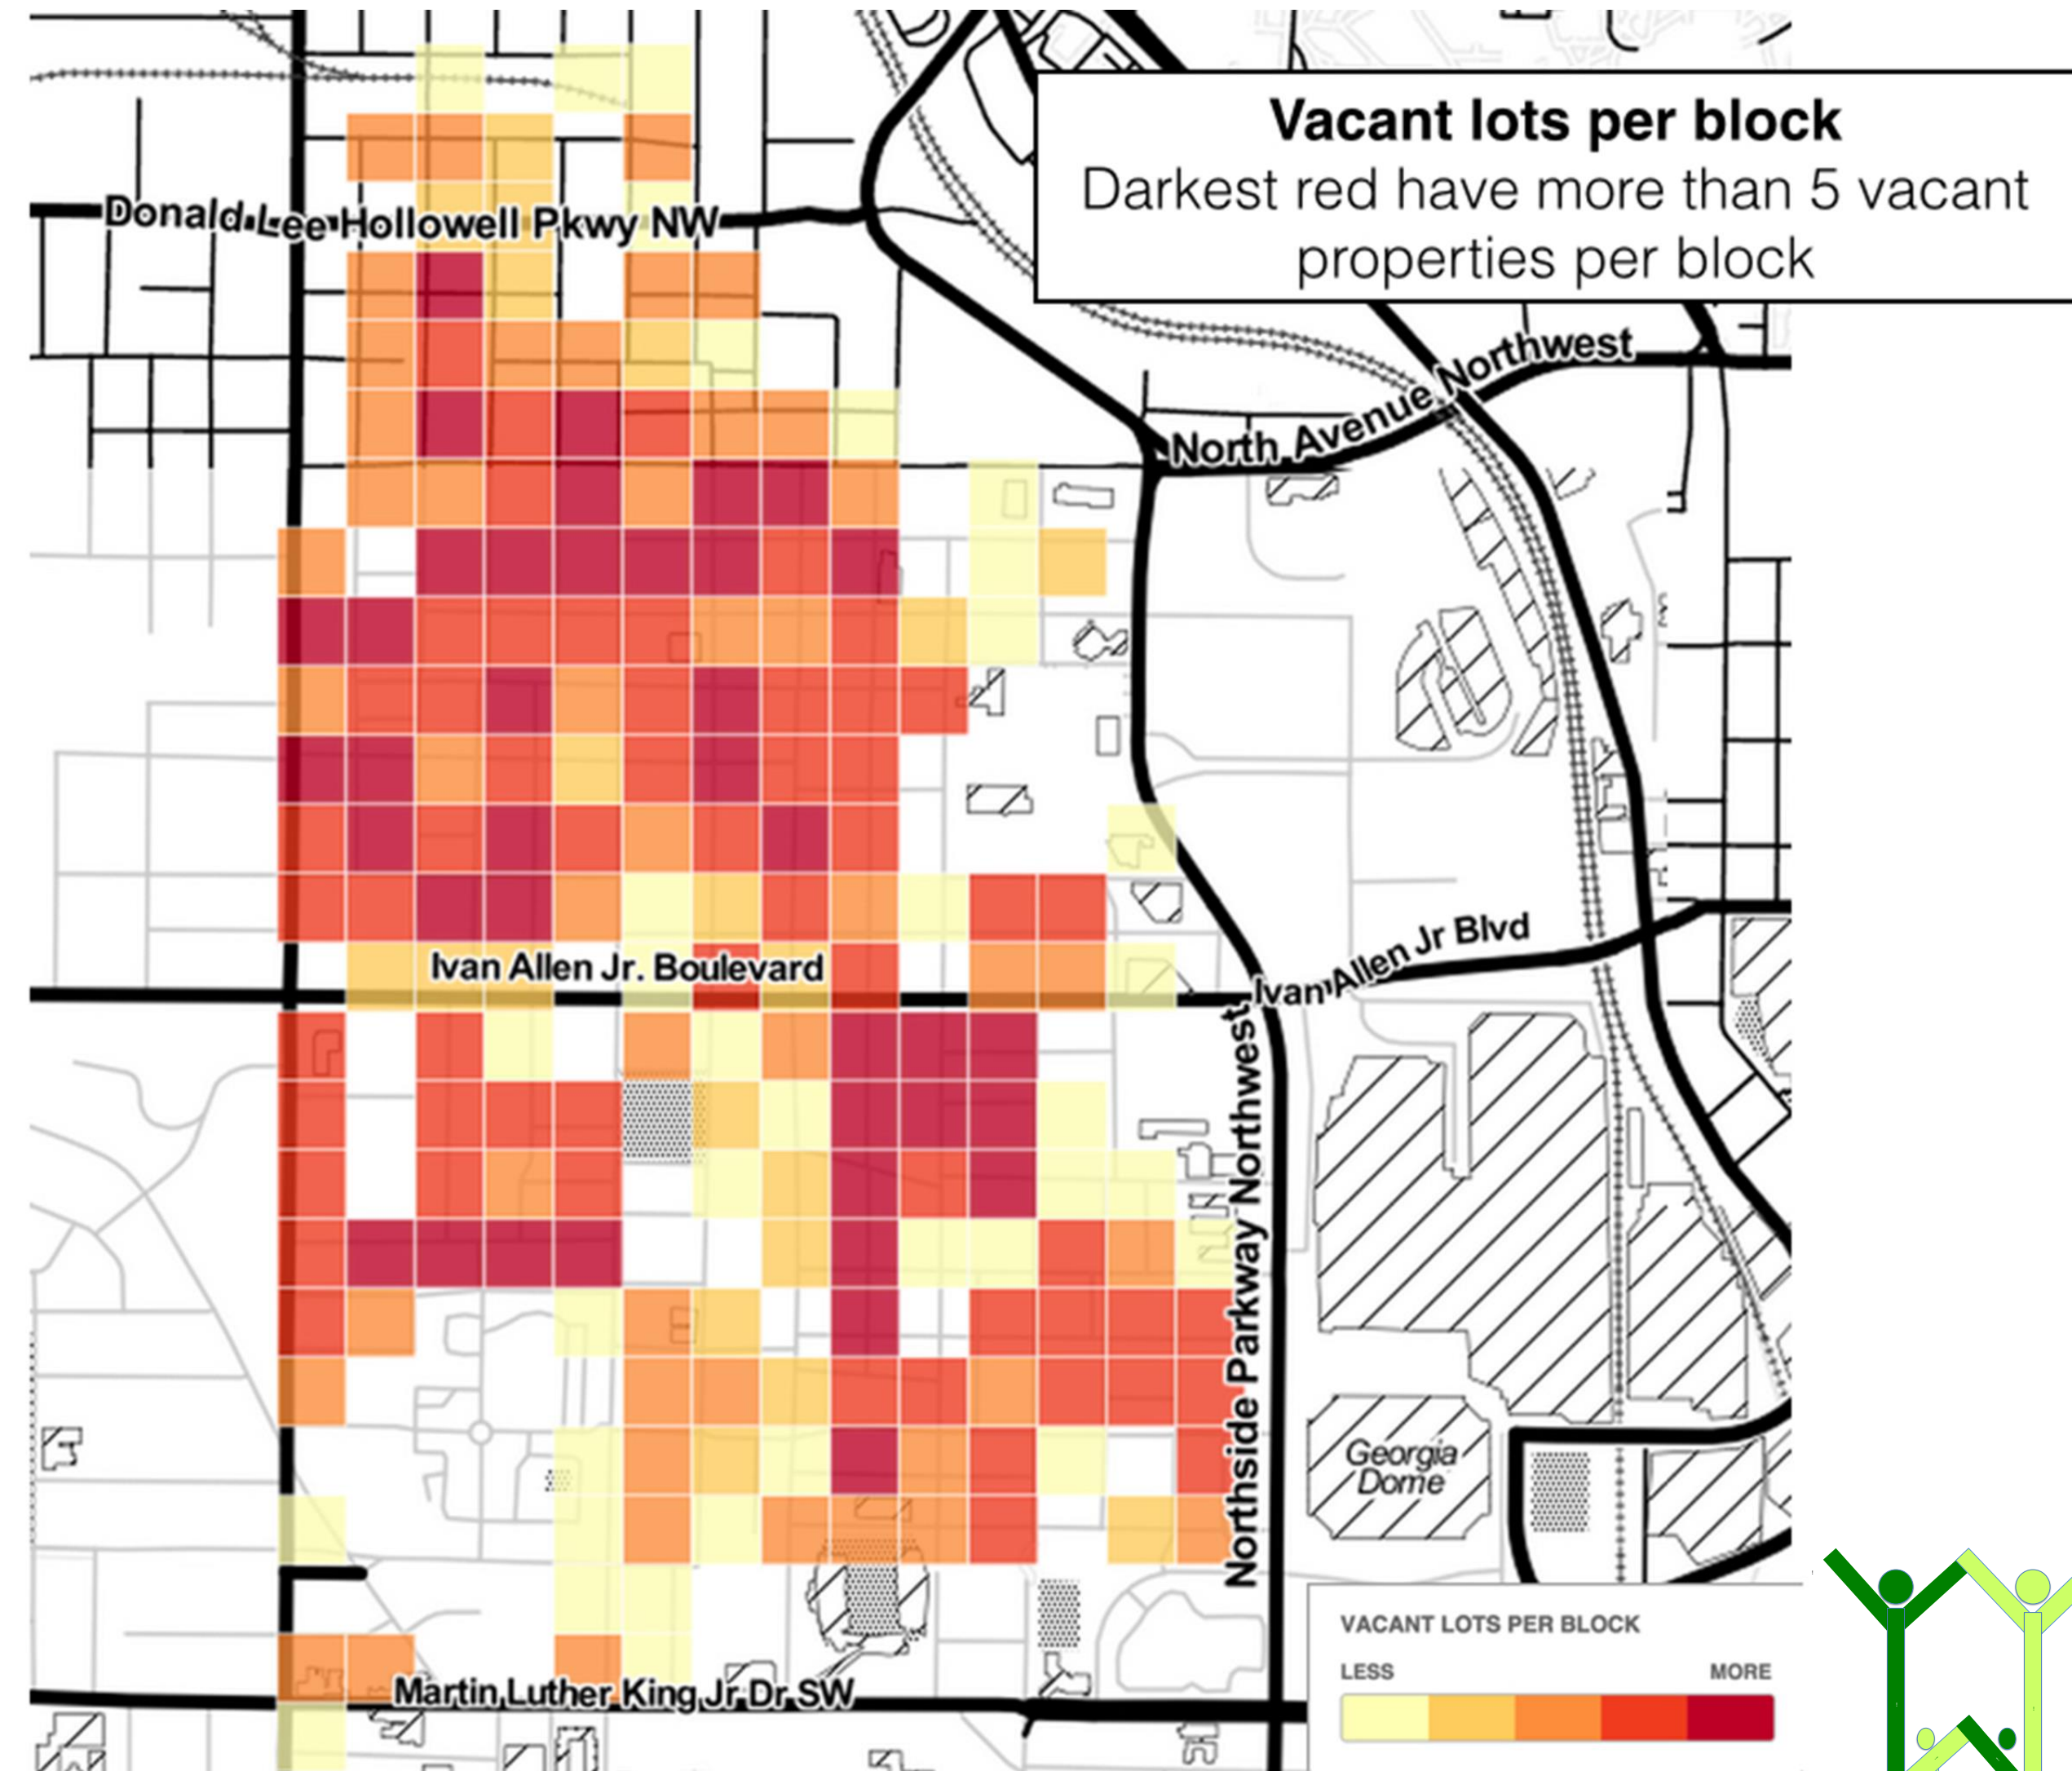 Vacant lots per block
Darkest red have more than 5 vacant
properties per block
Donald Lee Hollowell Pkwy NW
North Avenue Northwest
Ivan Allen Jr Blvd
Ivan Allen Jr. Boulevard
Northside Parkway Northwest
Georgia
Dome
VACANT LOTS PER BLOCK
LESS MORE
Martin Luther King Jr Dr SW